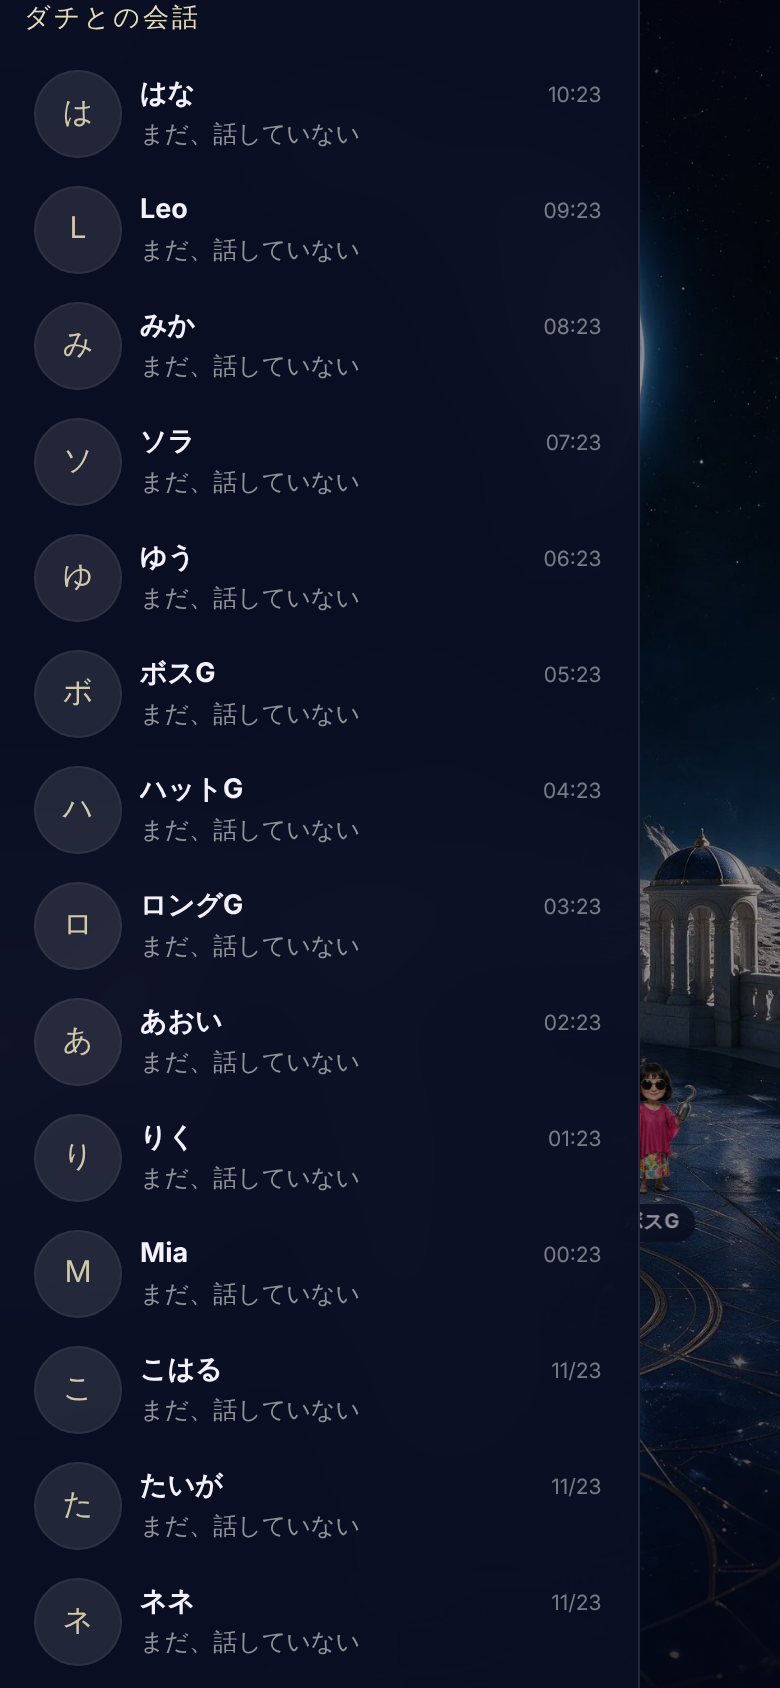 ダチとの会話
は
はな
10:23
まだ、話していない
L
Leo
09:23
まだ、話していない
み
みか
08:23
まだ、話していない
ソ
ソラ
07:23
まだ、話していない
ゆ
ゆう
06:23
まだ、話していない
ボ
ボスG
05:23
まだ、話していない
ハ
ハットG
04:23
まだ、話していない
ロ
ロングG
03:23
まだ、話していない
あ
あおい
02:23
まだ、話していない
り
りく
01:23
まだ、話していない
スG
M
Mia
00:23
まだ、話していない
こ
こはる
11/23
まだ、話していない
た
たいが
11/23
まだ、話していない
ネ
ネネ
11/23
まだ、話していない